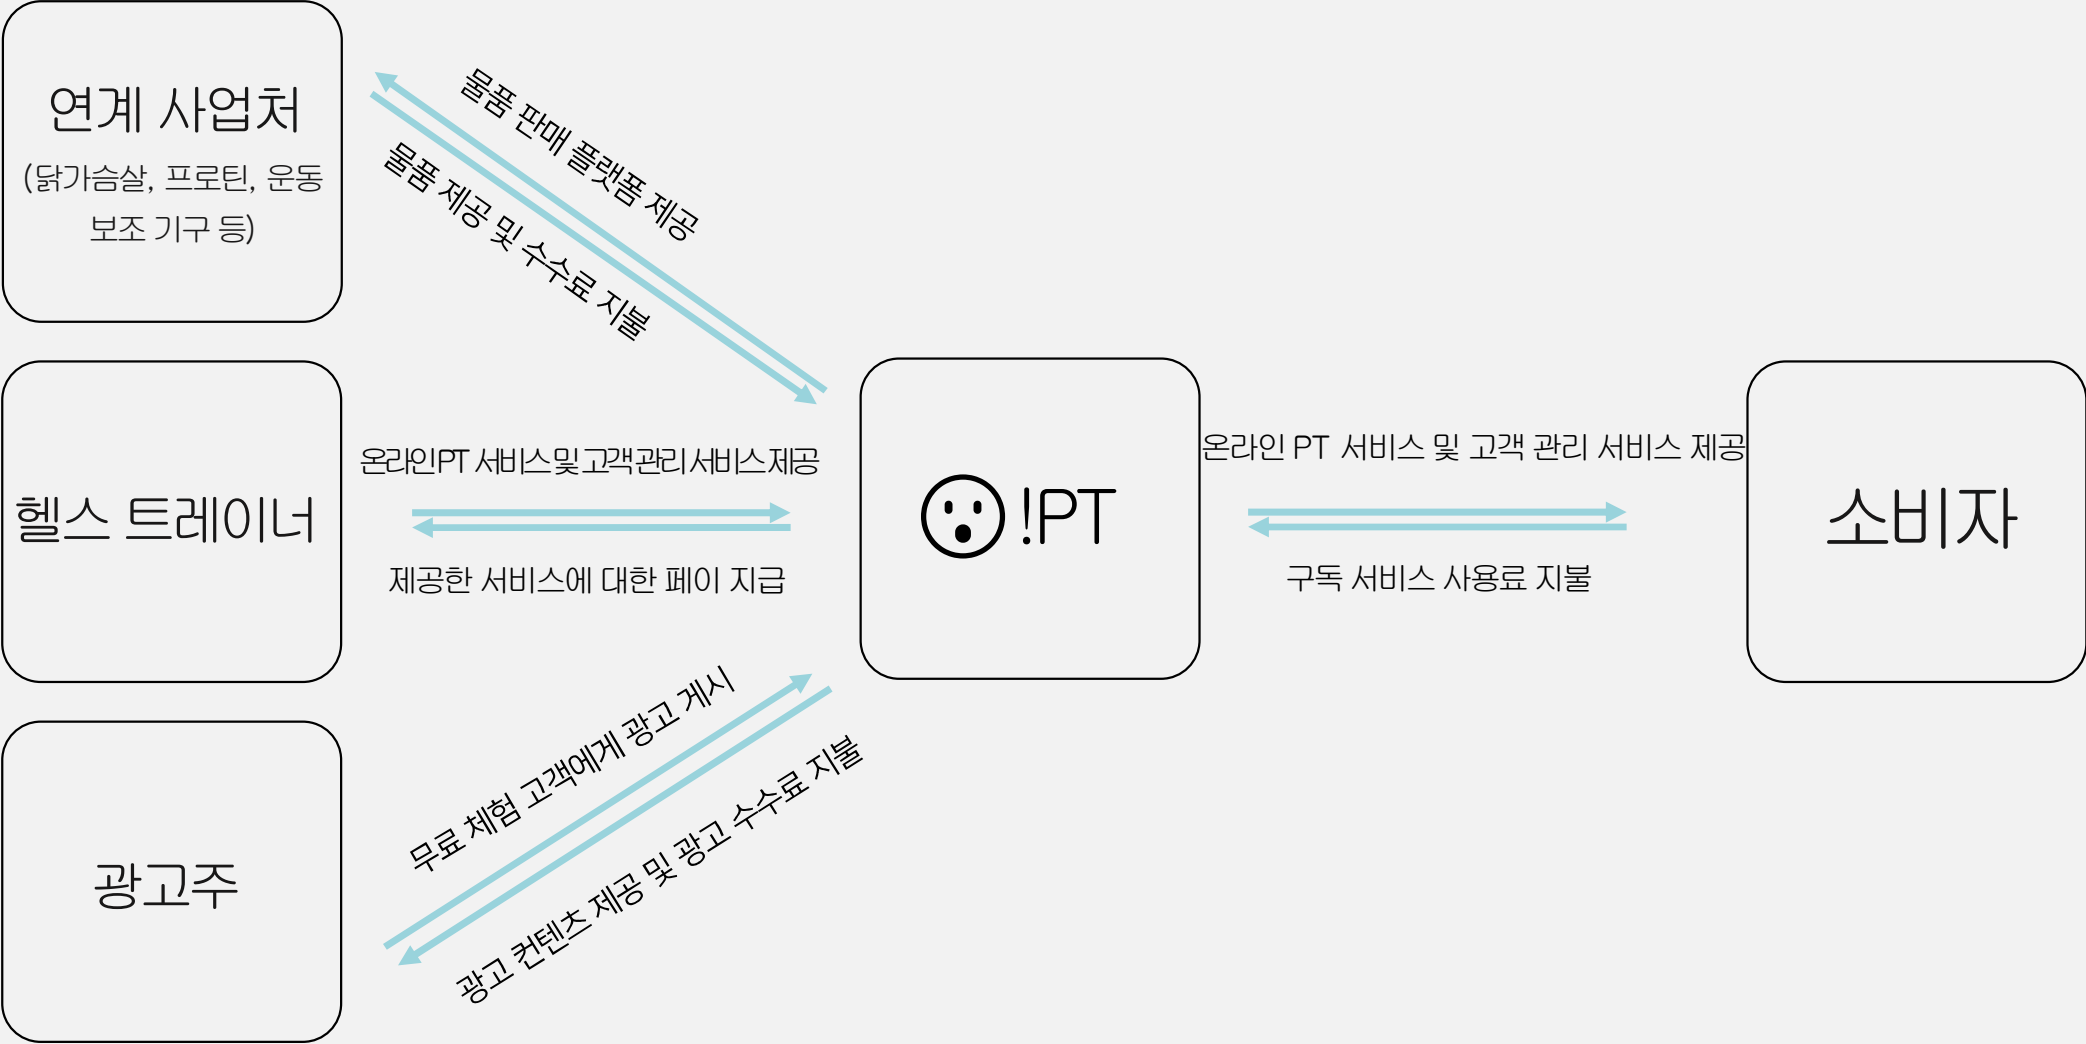 연계 사업처
(닭가슴살, 프로틴, 운동
보조 기구 등)
물품 판매 플랫폼 제공
물품 제공 및 수수료 지불
헬스 트레이너
온라인 PT 서비스 및 고객 관리 서비스 제공
제공한 서비스에 대한 페이 지급
!PT
온라인 PT 서비스 및 고객 관리 서비스 제공
구독 서비스 사용료 지불
소비자
광고주
무료 체험 고객에게 광고 게시
광고 컨텐츠 제공 및 광고 수수료 지불